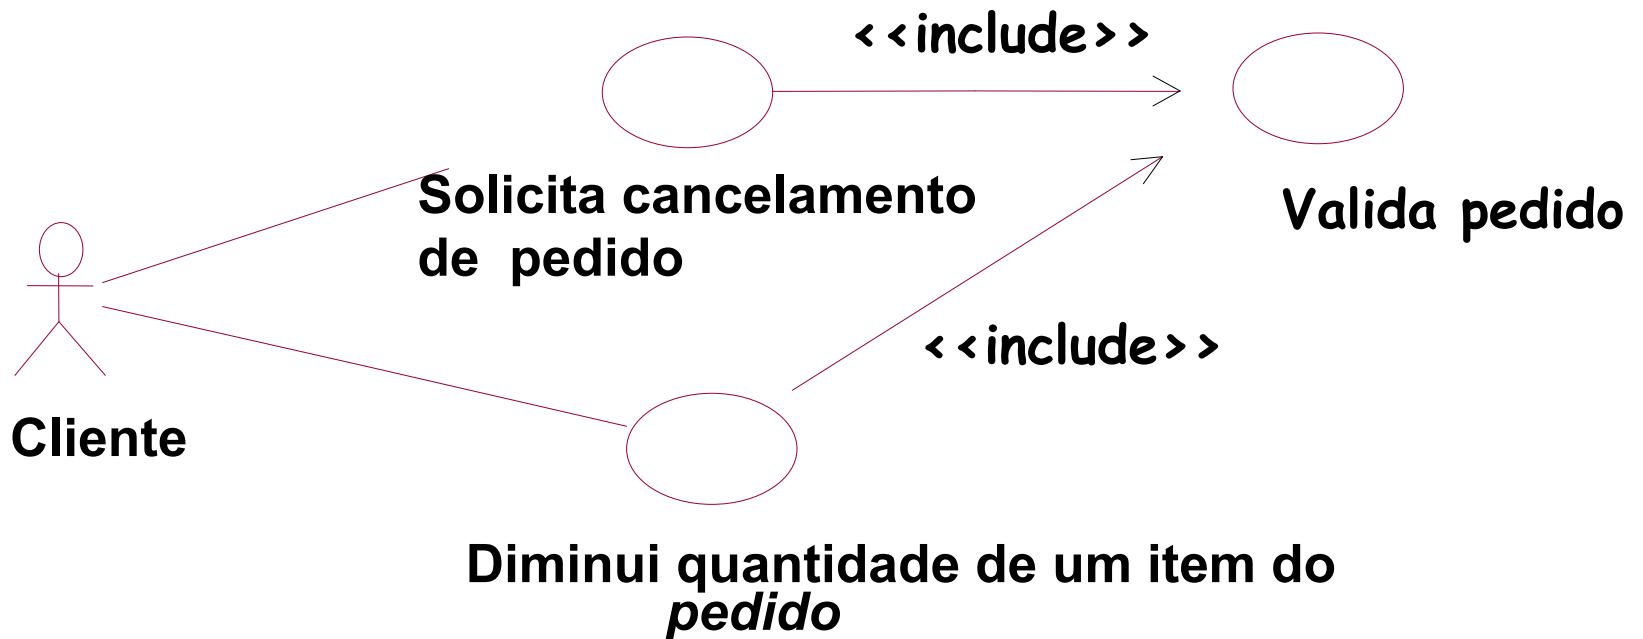 <<include>>
Solicita cancelamento
de pedido
Valida pedido
<<include>>
Cliente
Diminui quantidade de um item do
pedido